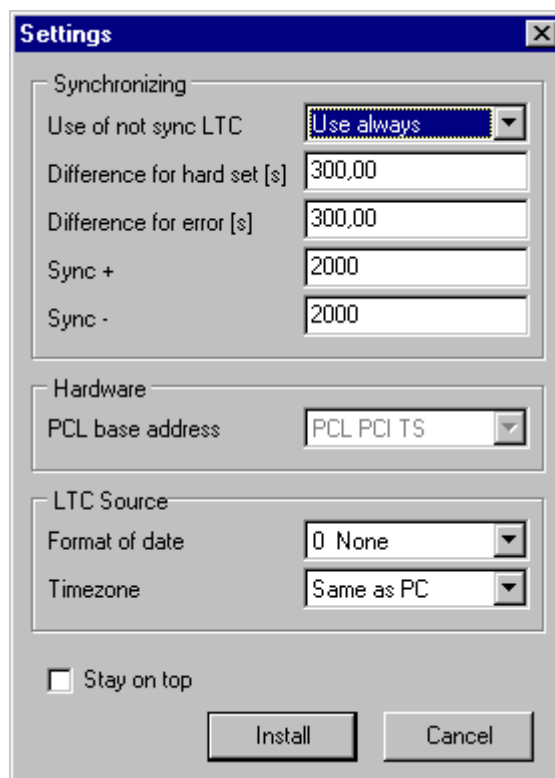 Settings
Synchronizing
Use of not sync LTC Use always
Difference for hard set [s] 300,00
Difference for error [s] 300,00
Sync + 2000
Sync - 2000
Hardware
PCL base address PCL PCI TS
LTC Source
Format of date 0 None
Timezone Same as PC
Stay on top
Install Cancel